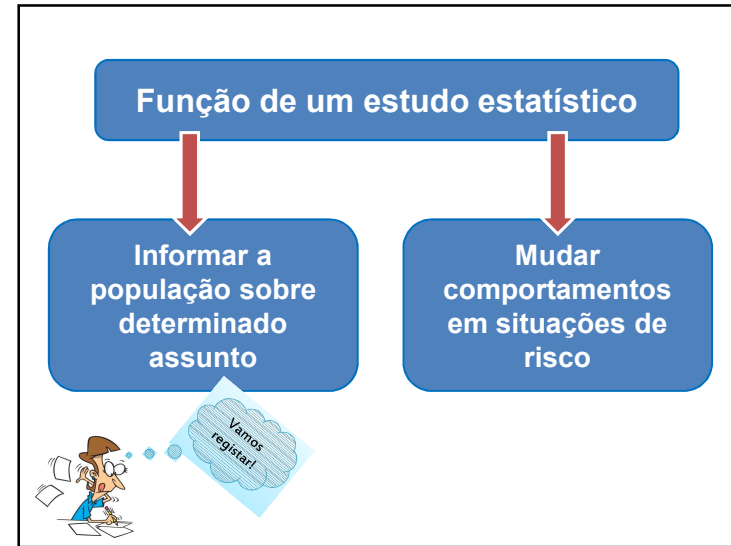 Função de um estudo estatístico
Informar a
população sobre
determinado
assunto
Mudar
comportamentos
em situações de
risco
Vamos
registar!